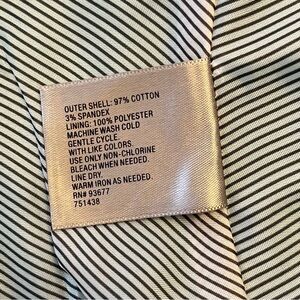 OUTER SHELL: 97% COTTON
3% SPANDEX
LINING: 100% POLYESTER
MACHINE WASH COLD
GENTLE CYCLE.
WITH LIKE COLORS.
USE ONLY NON-CHLORINE
BLEACH WHEN NEEDED.
LINE DRY.
WARM IRON AS NEEDED.
RN# 93677
751438